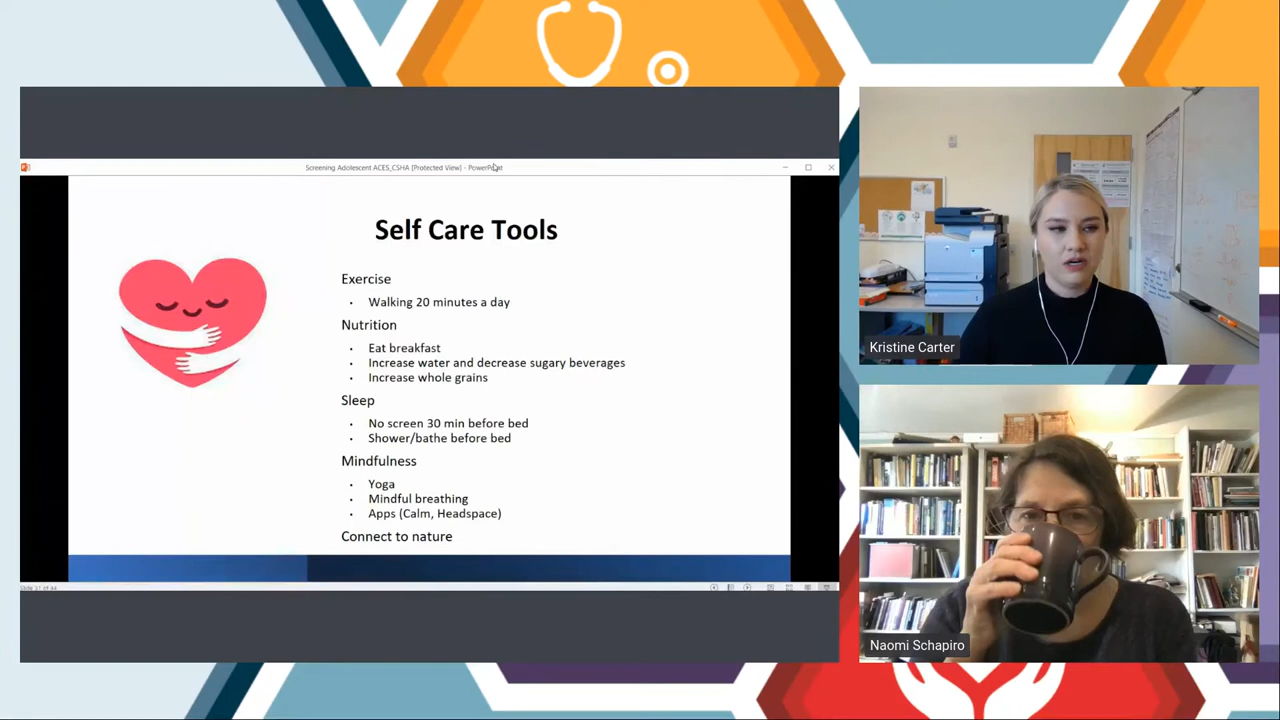 Screening Adolescent ACES_CSHA [Protected View] - PowerPoint
Self Care Tools
Exercise
• Walking 20 minutes a day
Nutrition
• Eat breakfast
• Increase water and decrease sugary beverages
• Increase whole grains
Sleep
• No screen 30 min before bed
• Shower/bathe before bed
Mindfulness
• Yoga
• Mindful breathing
• Apps (Calm, Headspace)
Connect to nature
Kristine Carter
Naomi Schapiro